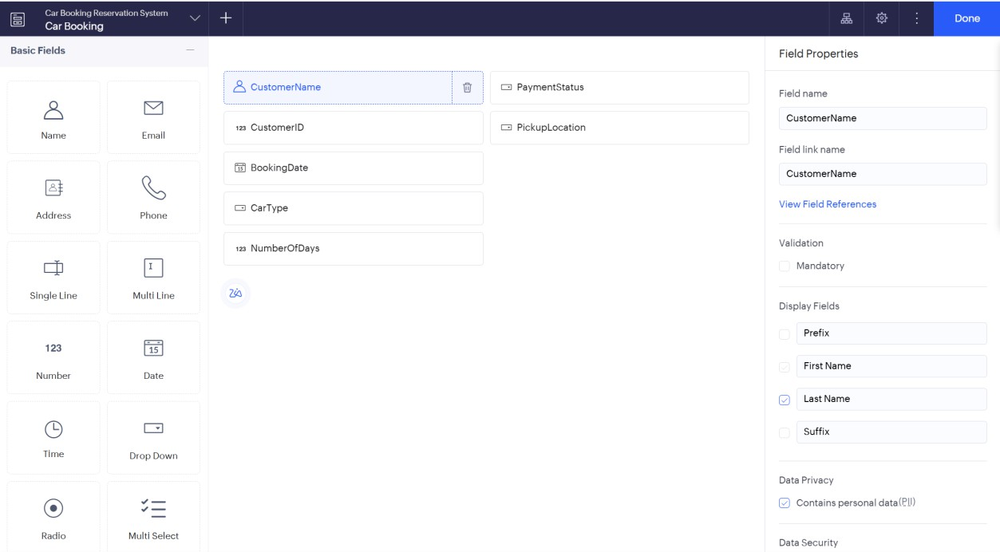 Car Booking Reservation System
Car Booking
Done
Basic Fields
Name
Email
Address
Phone
Single Line
Multi Line
123
Number
15
Date
Time
Drop Down
Radio
Multi Select
CustomerName
123 CustomerID
15 BookingDate
CarType
123 NumberOfDays
Zia
PaymentStatus
PickupLocation
Field Properties
Field name
CustomerName
Field link name
CustomerName
View Field References
Validation
Mandatory
Display Fields
Prefix
First Name
Last Name
Suffix
Data Privacy
Contains personal data(PII)
Data Security